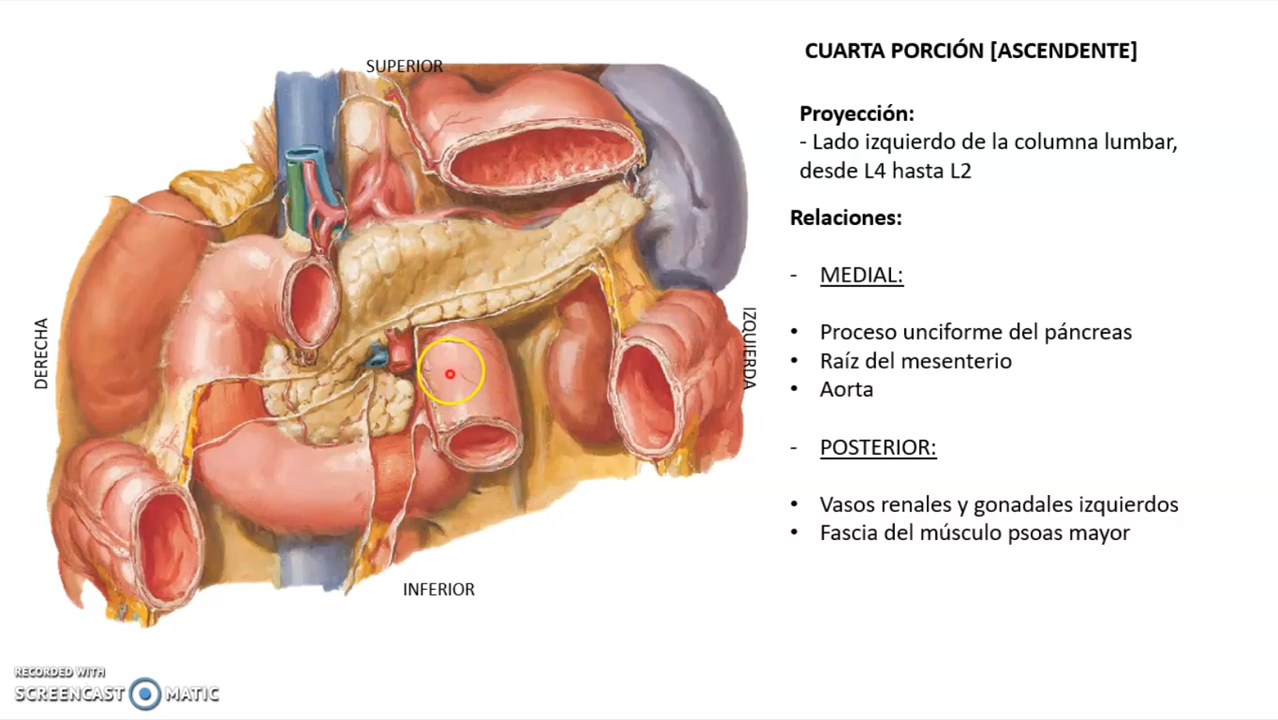 CUARTA PORCIÓN [ASCENDENTE]
SUPERIOR
Proyección:
- Lado izquierdo de la columna lumbar,
desde L4 hasta L2
Relaciones:
- MEDIAL:
DERECHA
IZQUIERDA
• Proceso unciforme del páncreas
• Raíz del mesenterio
• Aorta
- POSTERIOR:
• Vasos renales y gonadales izquierdos
• Fascia del músculo psoas mayor
INFERIOR
RECORDED WITH
SCREENCAST MATIC